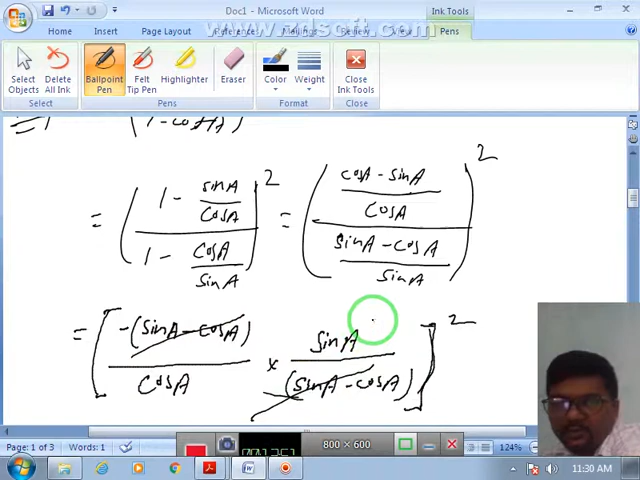 Doc1 - Microsoft Word
Ink Tools
www.zdsoft.com
Home Insert Page Layout References Mailings Review View Pens
Select Objects
Delete All Ink
Ballpoint Pen
Felt Tip Pen
Highlighter
Eraser
Color
Weight
Close Ink Tools
Select Pens Format Close
= ( (1 - sinA/cosA) / (1 - cosA/sinA) )² = ( ((cosA - sinA)/cosA) / ((sinA - cosA)/sinA) )²
= [ -(sinA - cosA)/cosA × sinA/(sinA - cosA) ]²
800 × 600
Page: 1 of 3 Words: 1 124%
11:30 AM